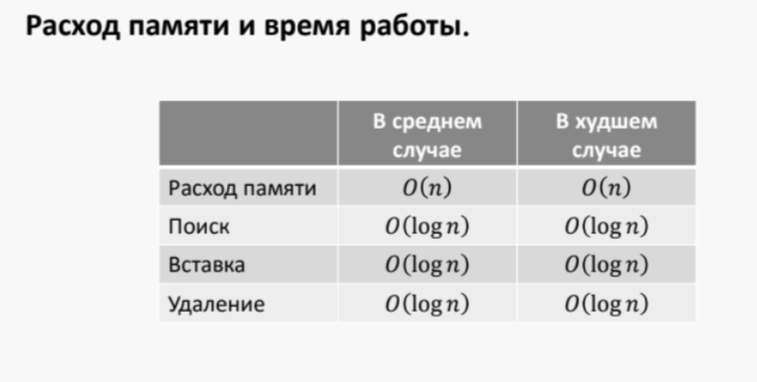 Расход памяти и время работы.
В среднем случае В худшем случае
Расход памяти O(n) O(n)
Поиск O(log n) O(log n)
Вставка O(log n) O(log n)
Удаление O(log n) O(log n)